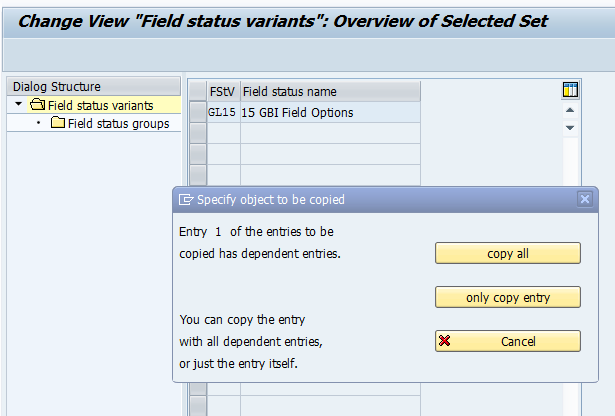 Change View "Field status variants": Overview of Selected Set
Dialog Structure
Field status variants
Field status groups
FStV Field status name
GL15 15 GBI Field Options
Specify object to be copied
Entry 1 of the entries to be
copied has dependent entries.
copy all
only copy entry
You can copy the entry
with all dependent entries,
or just the entry itself.
Cancel